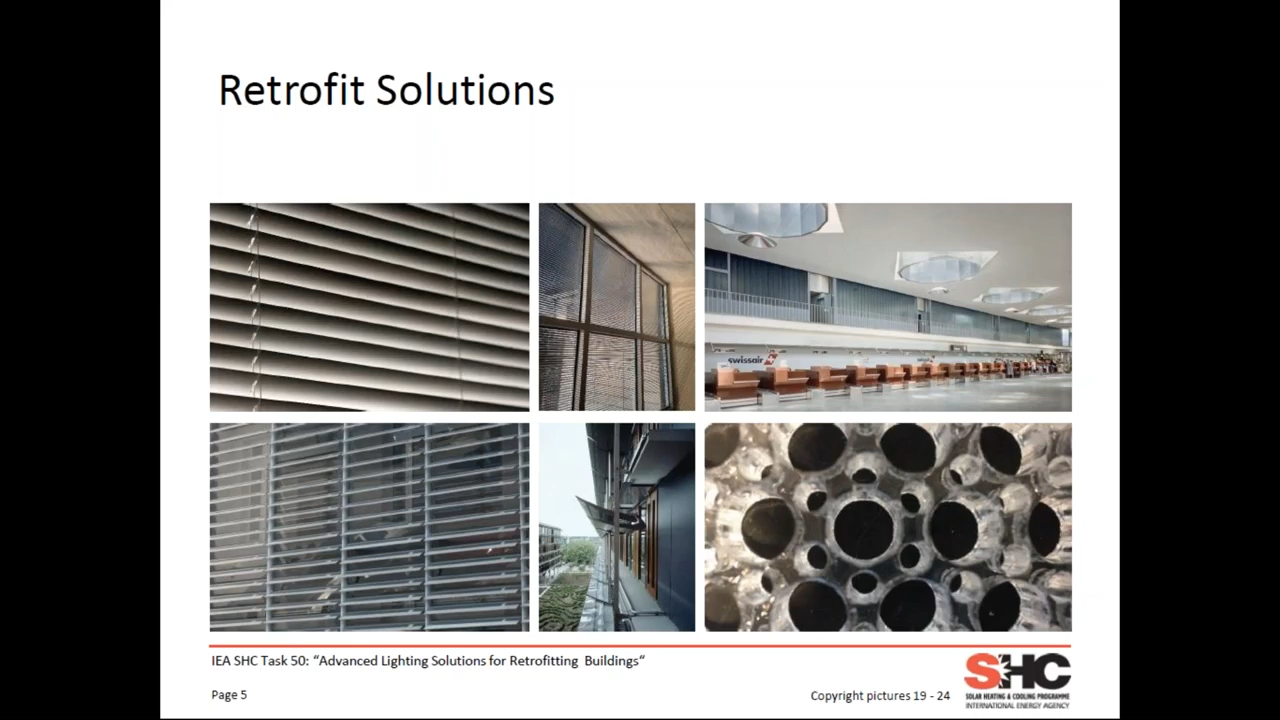 Retrofit Solutions
swissair
IEA SHC Task 50: “Advanced Lighting Solutions for Retrofitting Buildings“
Page 5
Copyright pictures 19 - 24
SHC
SOLAR HEATING & COOLING PROGRAMME
INTERNATIONAL ENERGY AGENCY